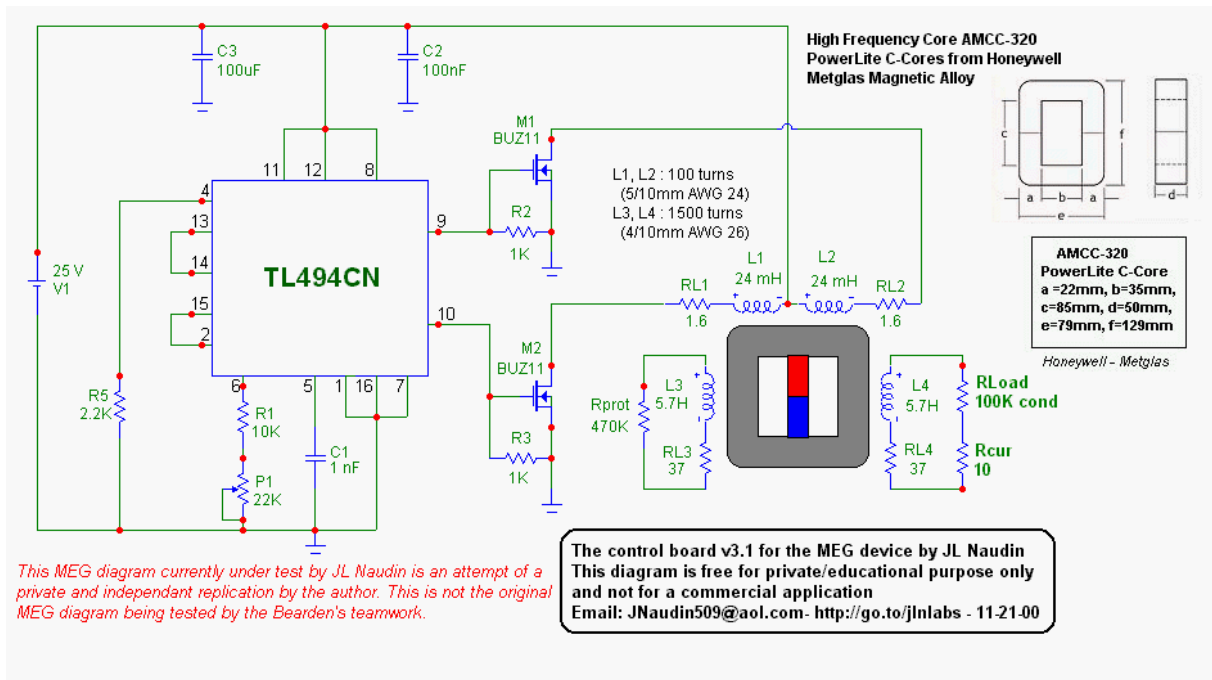 High Frequency Core AMCC-320
PowerLite C-Cores from Honeywell
Metglas Magnetic Alloy
C3
100uF
C2
100nF
M1
BUZ11
11
12
8
4
13
14
15
2
9
10
TL494CN
6
5
1
16
7
R2
1K
L1, L2 : 100 turns
(5/10mm AWG 24)
L3, L4 : 1500 turns
(4/10mm AWG 26)
c
f
a
b
a
e
d
25 V
V1
AMCC-320
PowerLite C-Core
a =22mm, b=35mm,
c=85mm, d=50mm,
e=79mm, f=129mm
Honeywell - Metglas
L1
24 mH
L2
24 mH
RL1
1.6
RL2
1.6
M2
BUZ11
R3
1K
R5
2.2K
R1
10K
P1
22K
C1
1 nF
Rprot
470K
L3
5.7H
RL3
37
L4
5.7H
RL4
37
RLoad
100K cond
Rcur
10
This MEG diagram currently under test by JL Naudin is an attempt of a
private and independant replication by the author. This is not the original
MEG diagram being tested by the Bearden's teamwork.
The control board v3.1 for the MEG device by JL Naudin
This diagram is free for private/educational purpose only
and not for a commercial application
Email: JNaudin509@aol.com- http://go.to/jlnlabs - 11-21-00